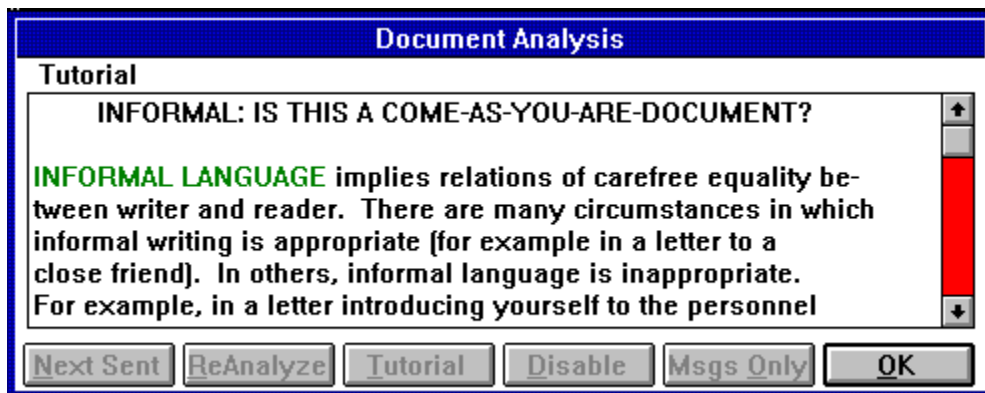 Document Analysis
Tutorial
INFORMAL: IS THIS A COME-AS-YOU-ARE-DOCUMENT?
INFORMAL LANGUAGE implies relations of carefree equality be-
tween writer and reader.  There are many circumstances in which
informal writing is appropriate (for example in a letter to a
close friend).  In others, informal language is inappropriate.
For example, in a letter introducing yourself to the personnel
Next Sent ReAnalyze Tutorial Disable Msgs Only OK